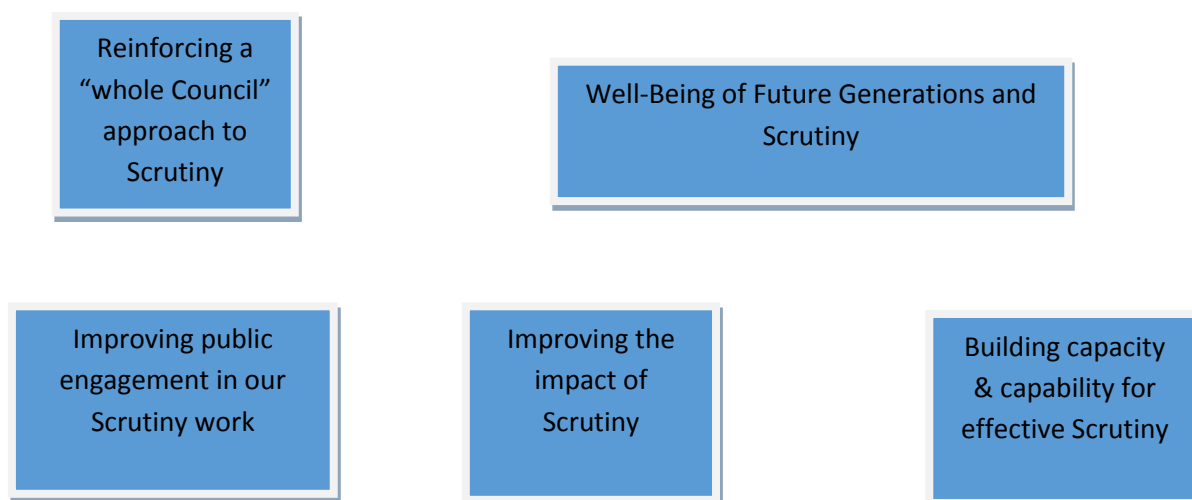 Reinforcing a
“whole Council”
approach to
Scrutiny
Well-Being of Future Generations and
Scrutiny
Improving public
engagement in our
Scrutiny work
Improving the
impact of
Scrutiny
Building capacity
& capability for
effective Scrutiny